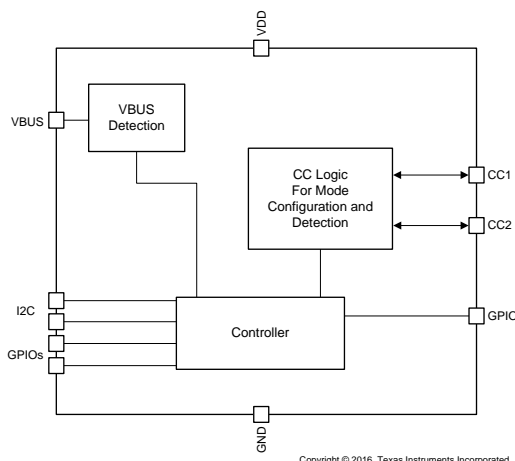 VDD
VBUS
VBUS
Detection
CC Logic
For Mode
Configuration and
Detection
CC1
CC2
I2C
GPIOs
Controller
GPIO
GND
Copyright © 2016, Texas Instruments Incorporated